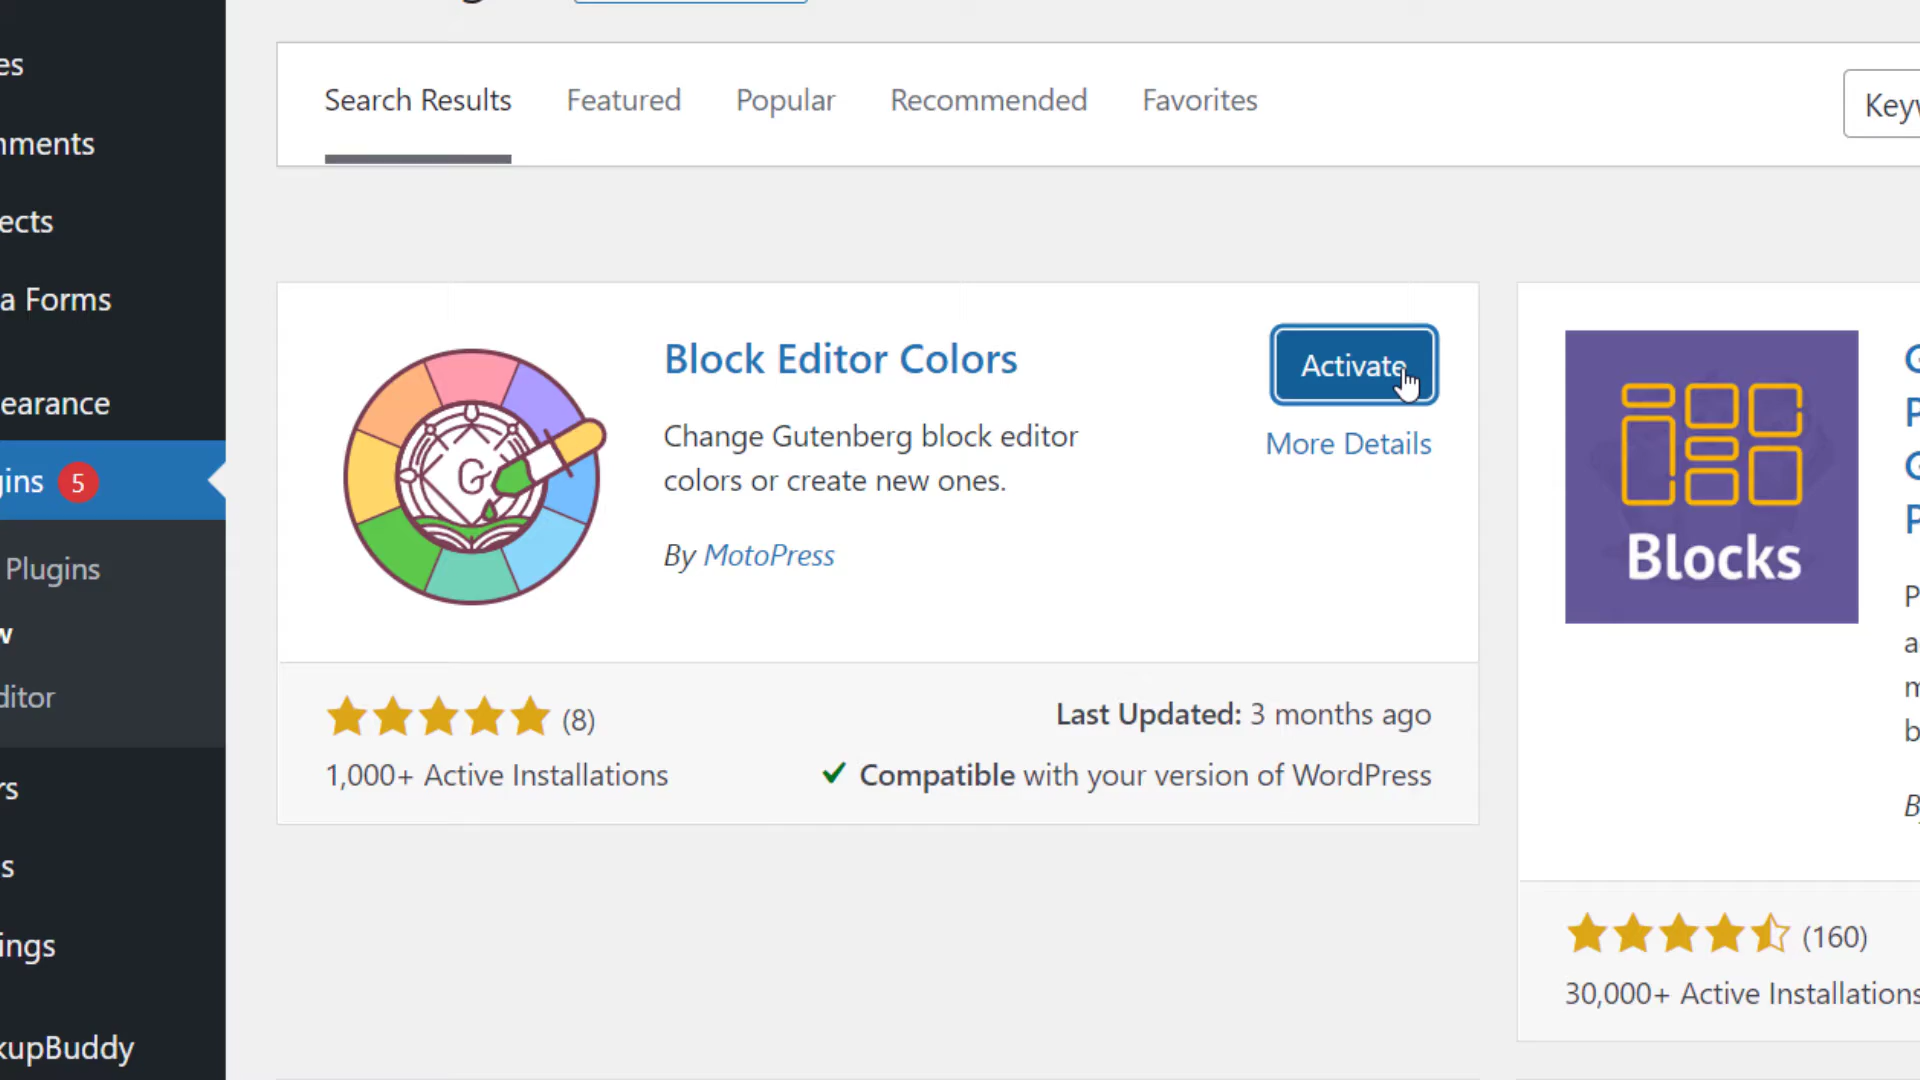 Search Results Featured Popular Recommended Favorites
Keyw
es
mments
ects
a Forms
earance
gins 5
Plugins
w
ditor
rs
s
ings
kupBuddy
Block Editor Colors
Activate
More Details
Change Gutenberg block editor
colors or create new ones.
By MotoPress
G
(8)
Last Updated: 3 months ago
1,000+ Active Installations
Compatible with your version of WordPress
Blocks
G
P
G
P
P
a
m
b
By
(160)
30,000+ Active Installations